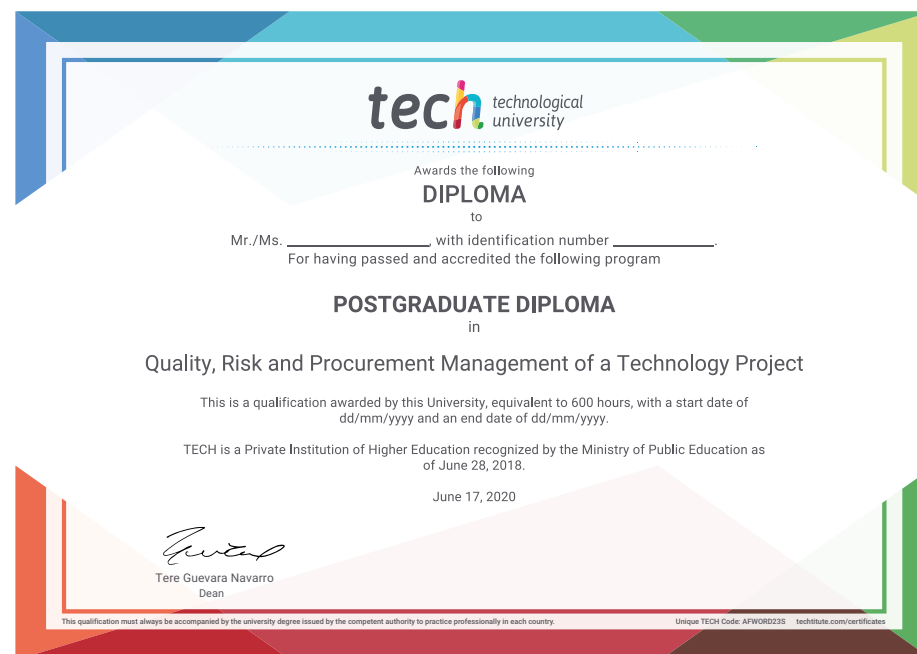 tech technological
university
Awards the following
DIPLOMA
to
Mr./Ms. ________________, with identification number ____________.
For having passed and accredited the following program
POSTGRADUATE DIPLOMA
in
Quality, Risk and Procurement Management of a Technology Project
This is a qualification awarded by this University, equivalent to 600 hours, with a start date of
dd/mm/yyyy and an end date of dd/mm/yyyy.
TECH is a Private Institution of Higher Education recognized by the Ministry of Public Education as
of June 28, 2018.
June 17, 2020
Tere Guevara Navarro
Dean
This qualification must always be accompanied by the university degree issued by the competent authority to practice professionally in each country. Unique TECH Code: AFWORD23S techtitute.com/certificates